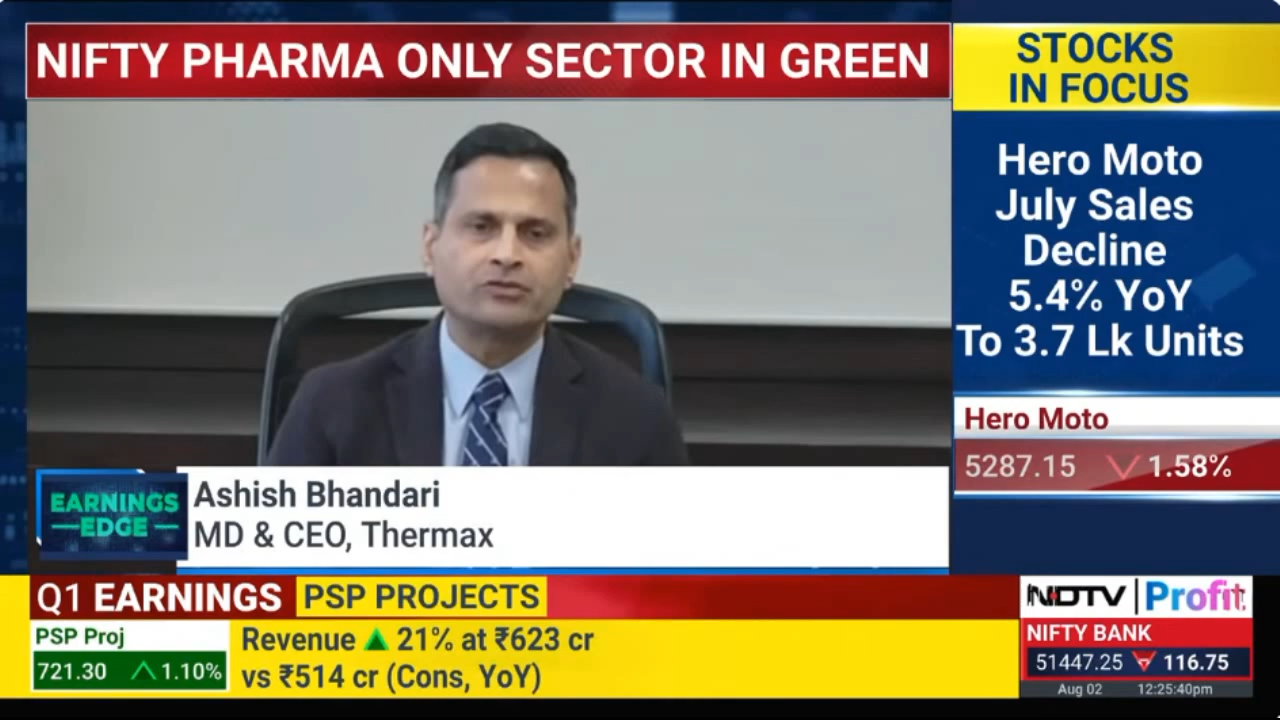 NIFTY PHARMA ONLY SECTOR IN GREEN
STOCKS
IN FOCUS
Hero Moto
July Sales
Decline
5.4% YoY
To 3.7 Lk Units
Hero Moto
5287.15 1.58%
EARNINGS
EDGE
Ashish Bhandari
MD & CEO, Thermax
Q1 EARNINGS PSP PROJECTS
PSP Proj
721.30 1.10%
Revenue ▲ 21% at ₹623 cr
vs ₹514 cr (Cons, YoY)
NDTV Profit
NIFTY BANK
51447.25 116.75
Aug 02 12:25:40pm